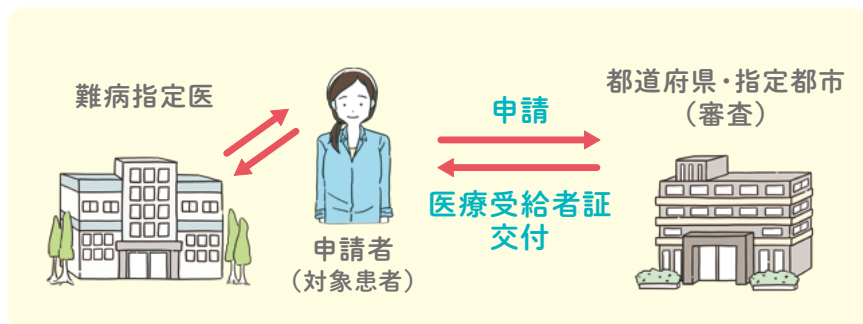 難病指定医
申請者
（対象患者）
申請
医療受給者証
交付
都道府県・指定都市
（審査）